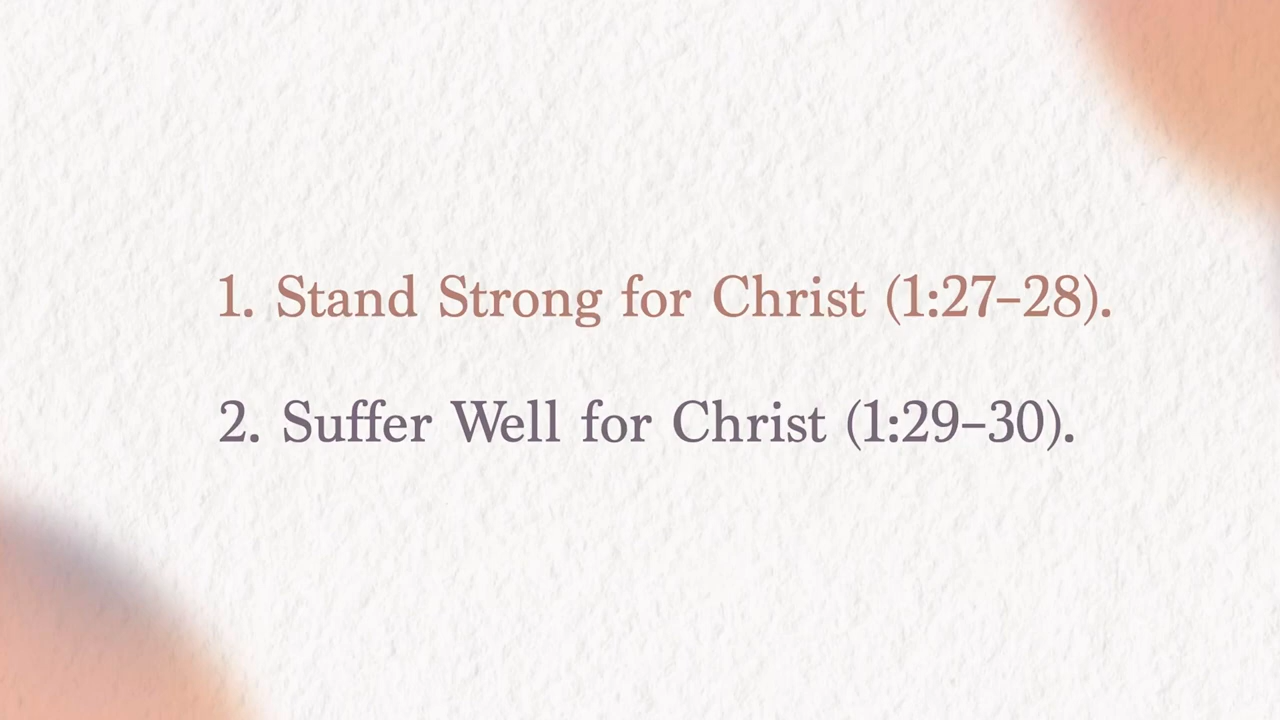 1. Stand Strong for Christ (1:27–28).
2. Suffer Well for Christ (1:29–30).